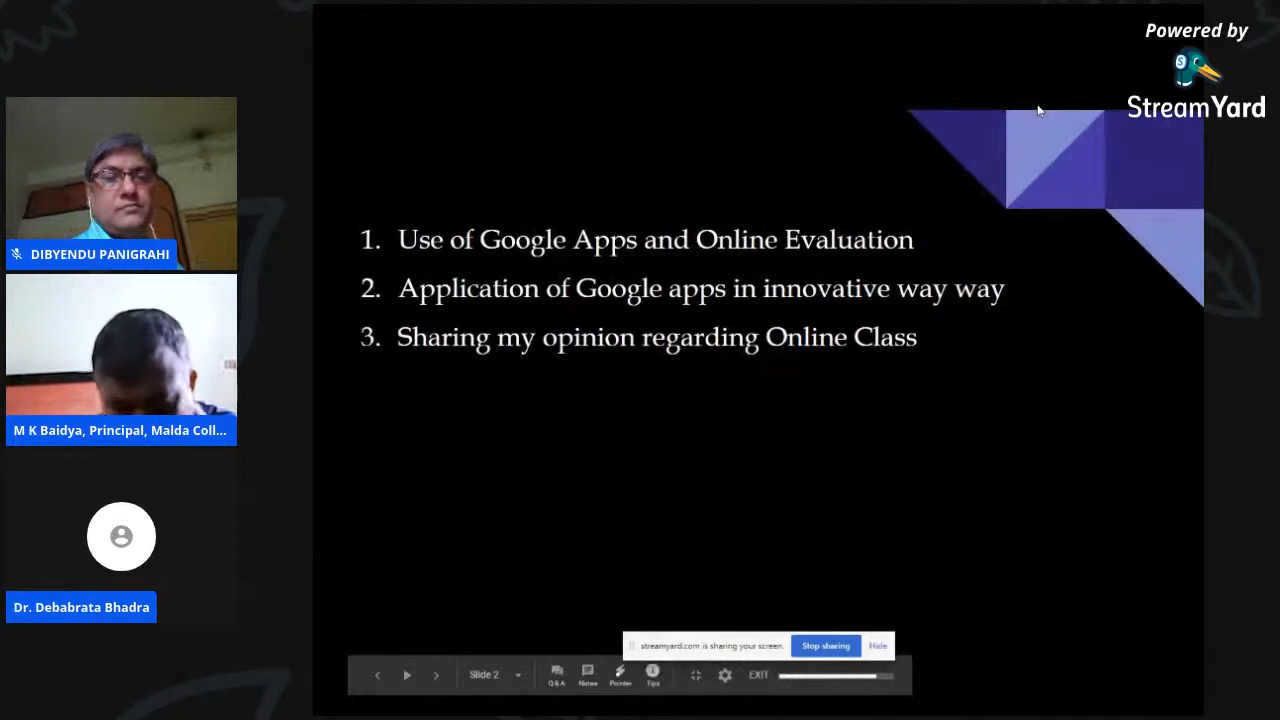 Powered by
StreamYard
DIBYENDU PANIGRAHI
M K Baidya, Principal, Malda Coll...
Dr. Debabrata Bhadra
1. Use of Google Apps and Online Evaluation
2. Application of Google apps in innovative way way
3. Sharing my opinion regarding Online Class
streamyard.com is sharing your screen. Stop sharing Hide
Slide 2 Q&A Notes Pointer Tips EXIT